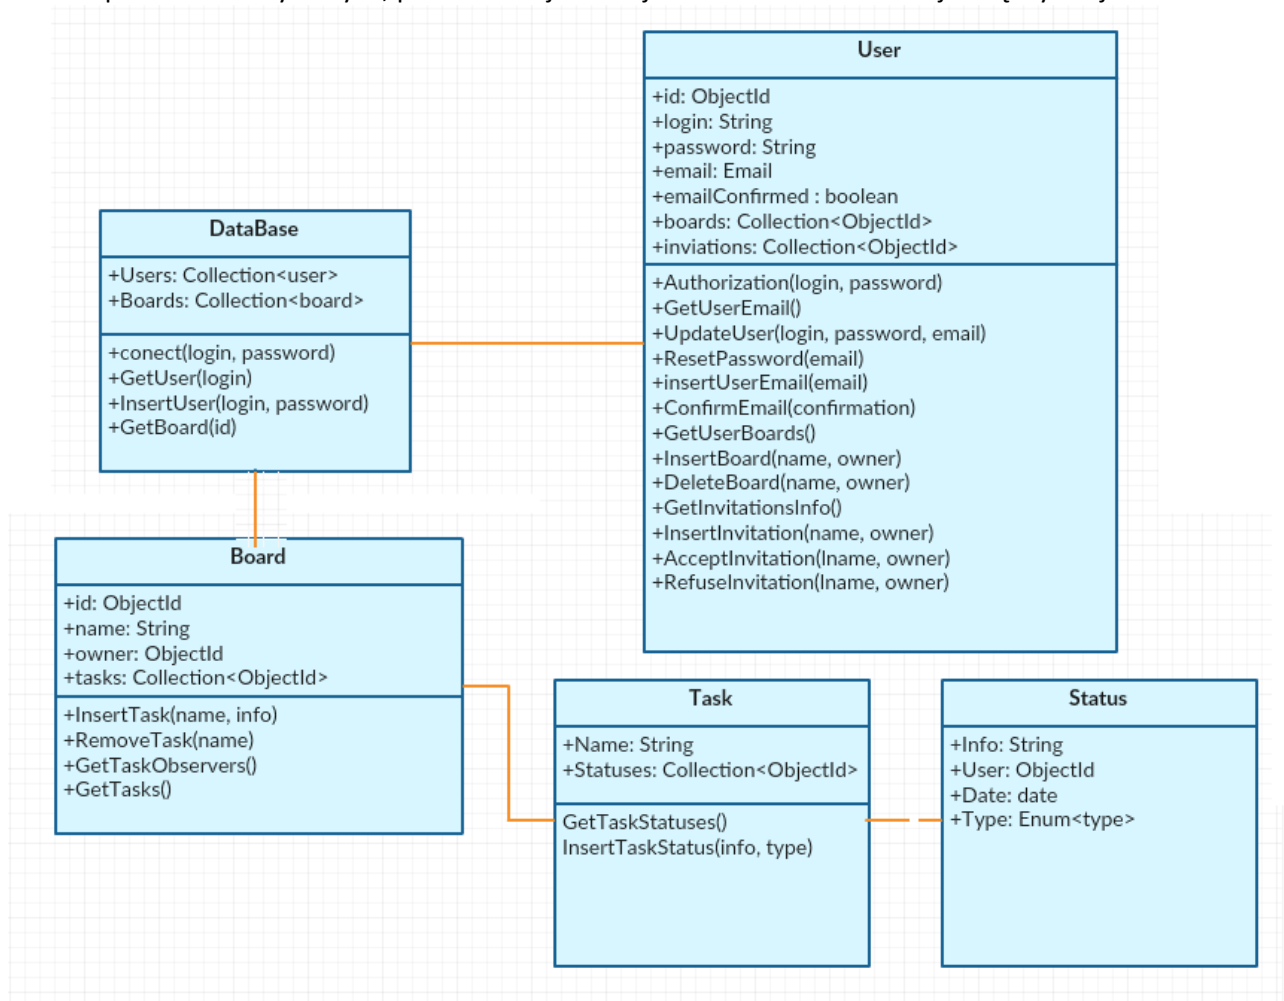 User
+id: ObjectId
+login: String
+password: String
+email: Email
+emailConfirmed : boolean
+boards: Collection<ObjectId>
+inviations: Collection<ObjectId>
+Authorization(login, password)
+GetUserEmail()
+UpdateUser(login, password, email)
+ResetPassword(email)
+insertUserEmail(email)
+ConfirmEmail(confirmation)
+GetUserBoards()
+InsertBoard(name, owner)
+DeleteBoard(name, owner)
+GetInvitationsInfo()
+InsertInvitation(name, owner)
+AcceptInvitation(lname, owner)
+RefuseInvitation(lname, owner)
DataBase
+Users: Collection<user>
+Boards: Collection<board>
+conect(login, password)
+GetUser(login)
+InsertUser(login, password)
+GetBoard(id)
Board
+id: ObjectId
+name: String
+owner: ObjectId
+tasks: Collection<ObjectId>
+InsertTask(name, info)
+RemoveTask(name)
+GetTaskObservers()
+GetTasks()
Task
+Name: String
+Statuses: Collection<ObjectId>
GetTaskStatuses()
InsertTaskStatus(info, type)
Status
+Info: String
+User: ObjectId
+Date: date
+Type: Enum<type>